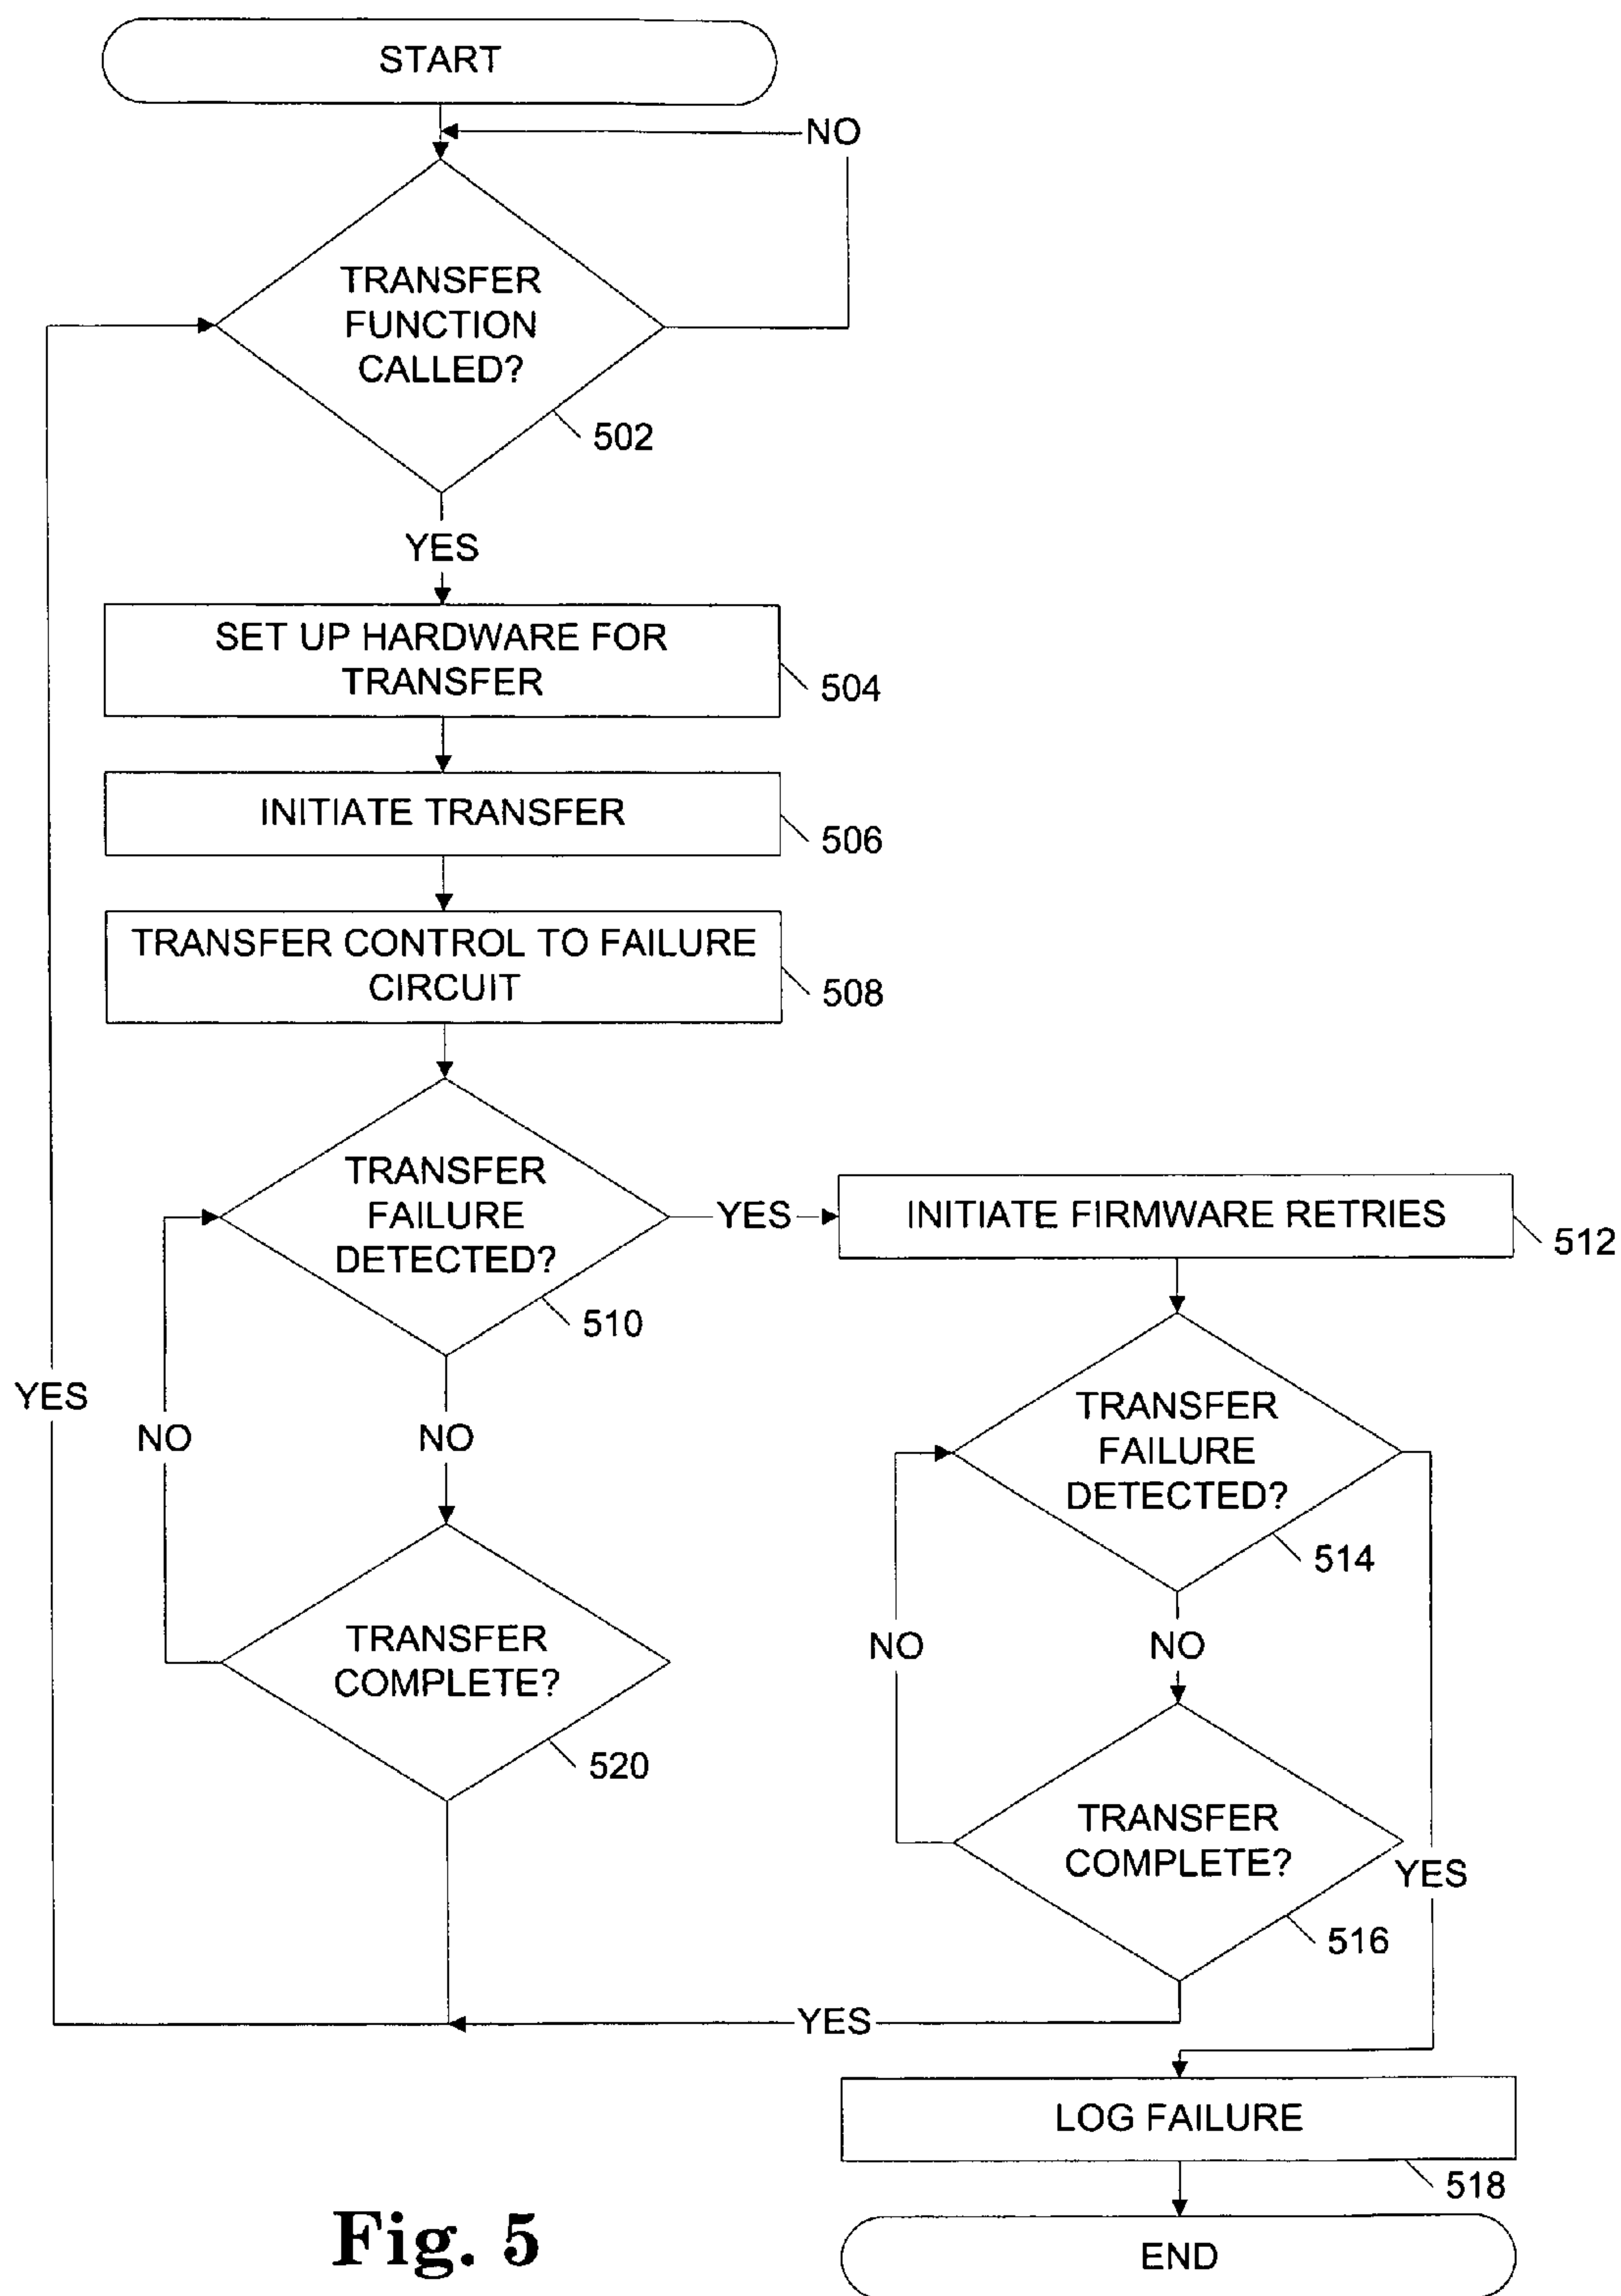 START
NO
TRANSFER
FUNCTION
CALLED?
502
YES
SET UP HARDWARE FOR
TRANSFER
504
INITIATE TRANSFER
506
TRANSFER CONTROL TO FAILURE
CIRCUIT
508
TRANSFER
FAILURE
DETECTED?
510
YES
INITIATE FIRMWARE RETRIES
512
YES
NO
NO
TRANSFER
FAILURE
DETECTED?
514
TRANSFER
COMPLETE?
520
NO
NO
TRANSFER
COMPLETE?
516
YES
YES
LOG FAILURE
518
END
Fig. 5